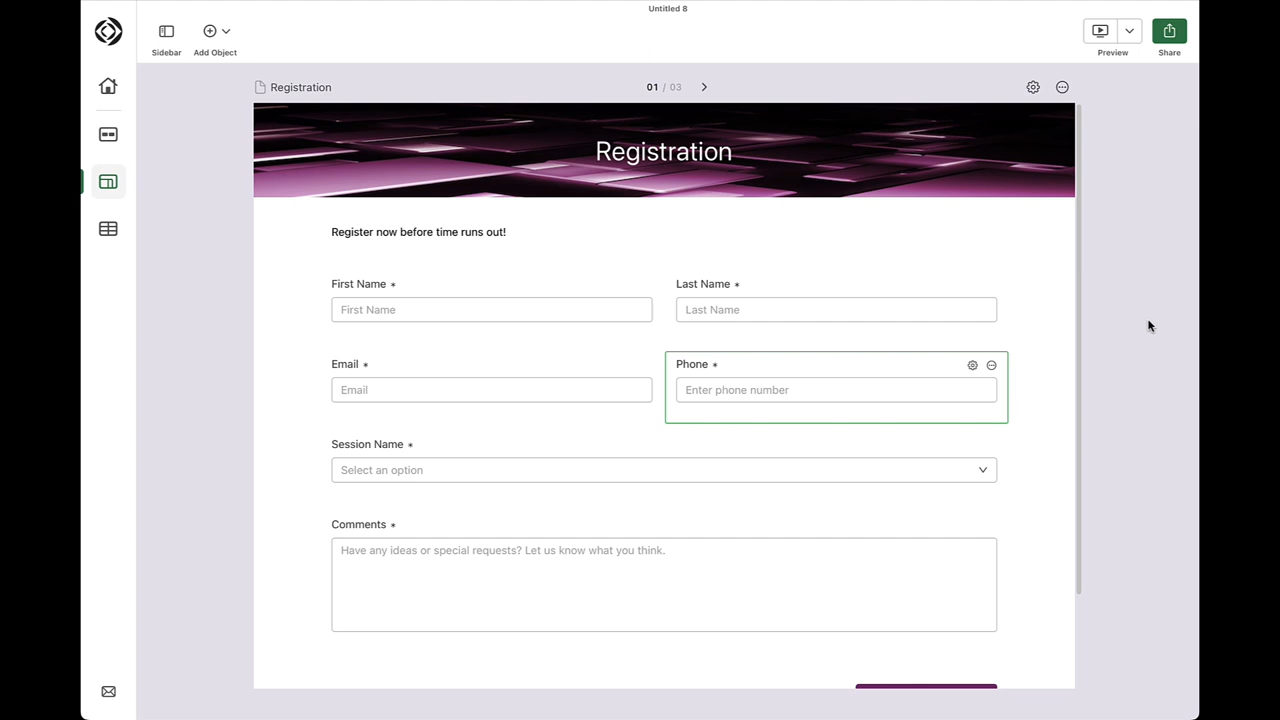 Untitled 8
Sidebar
Add Object
Preview
Share
Registration
01 / 03
Registration
Register now before time runs out!
First Name *
Last Name *
First Name
Last Name
Email *
Phone *
Email
Enter phone number
Session Name *
Select an option
Comments *
Have any ideas or special requests? Let us know what you think.